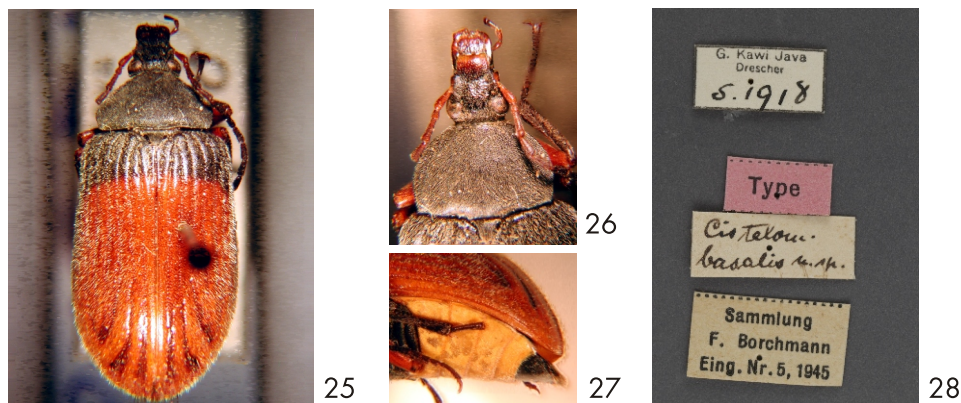 G. Kawi Java
Drescher
5.1918
Type
Cistelom.
basalis n.sp.
Sammlung
F. Borchmann
Eing. Nr. 5, 1945
25
26
27
28